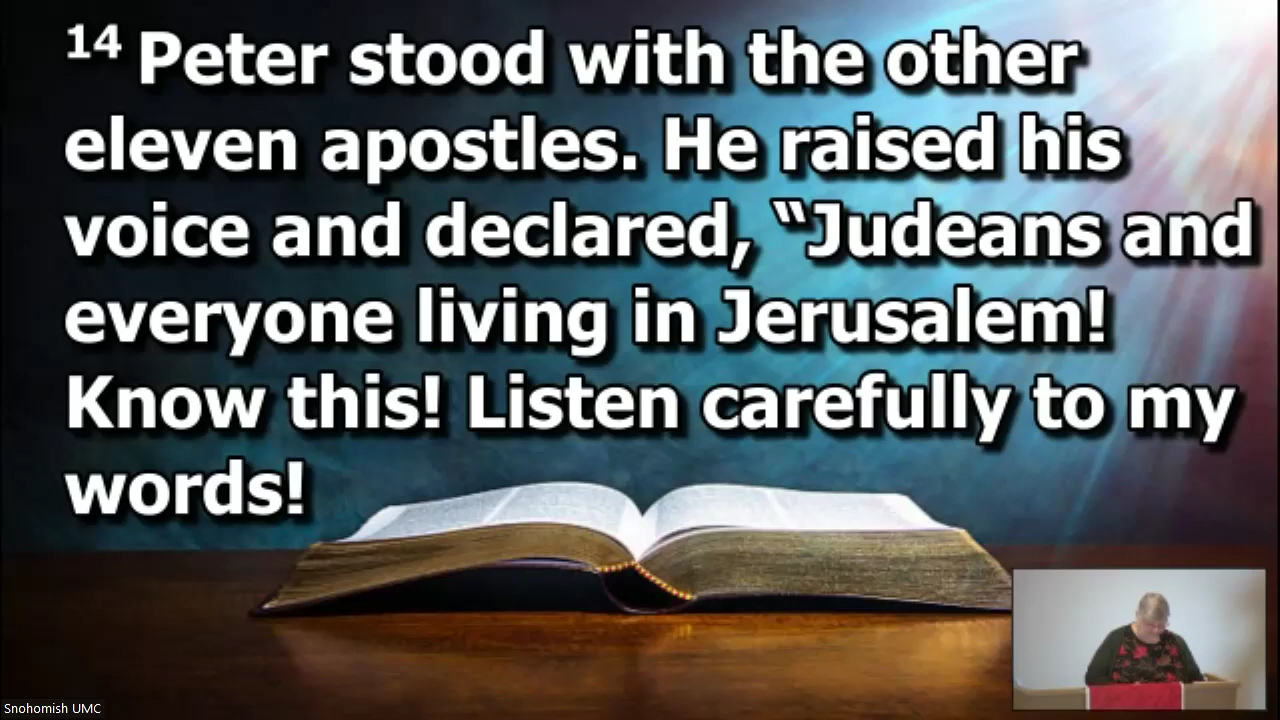 14 Peter stood with the other
eleven apostles. He raised his
voice and declared, “Judeans and
everyone living in Jerusalem!
Know this! Listen carefully to my
words!
Snohomish UMC